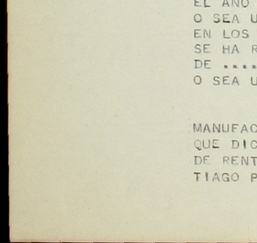 EL AÑO
O SEA U
EN LOS
SE HA R
DE ....
O SEA U
MANUFAC
QUE DIC
DE RENT
TIAGO P